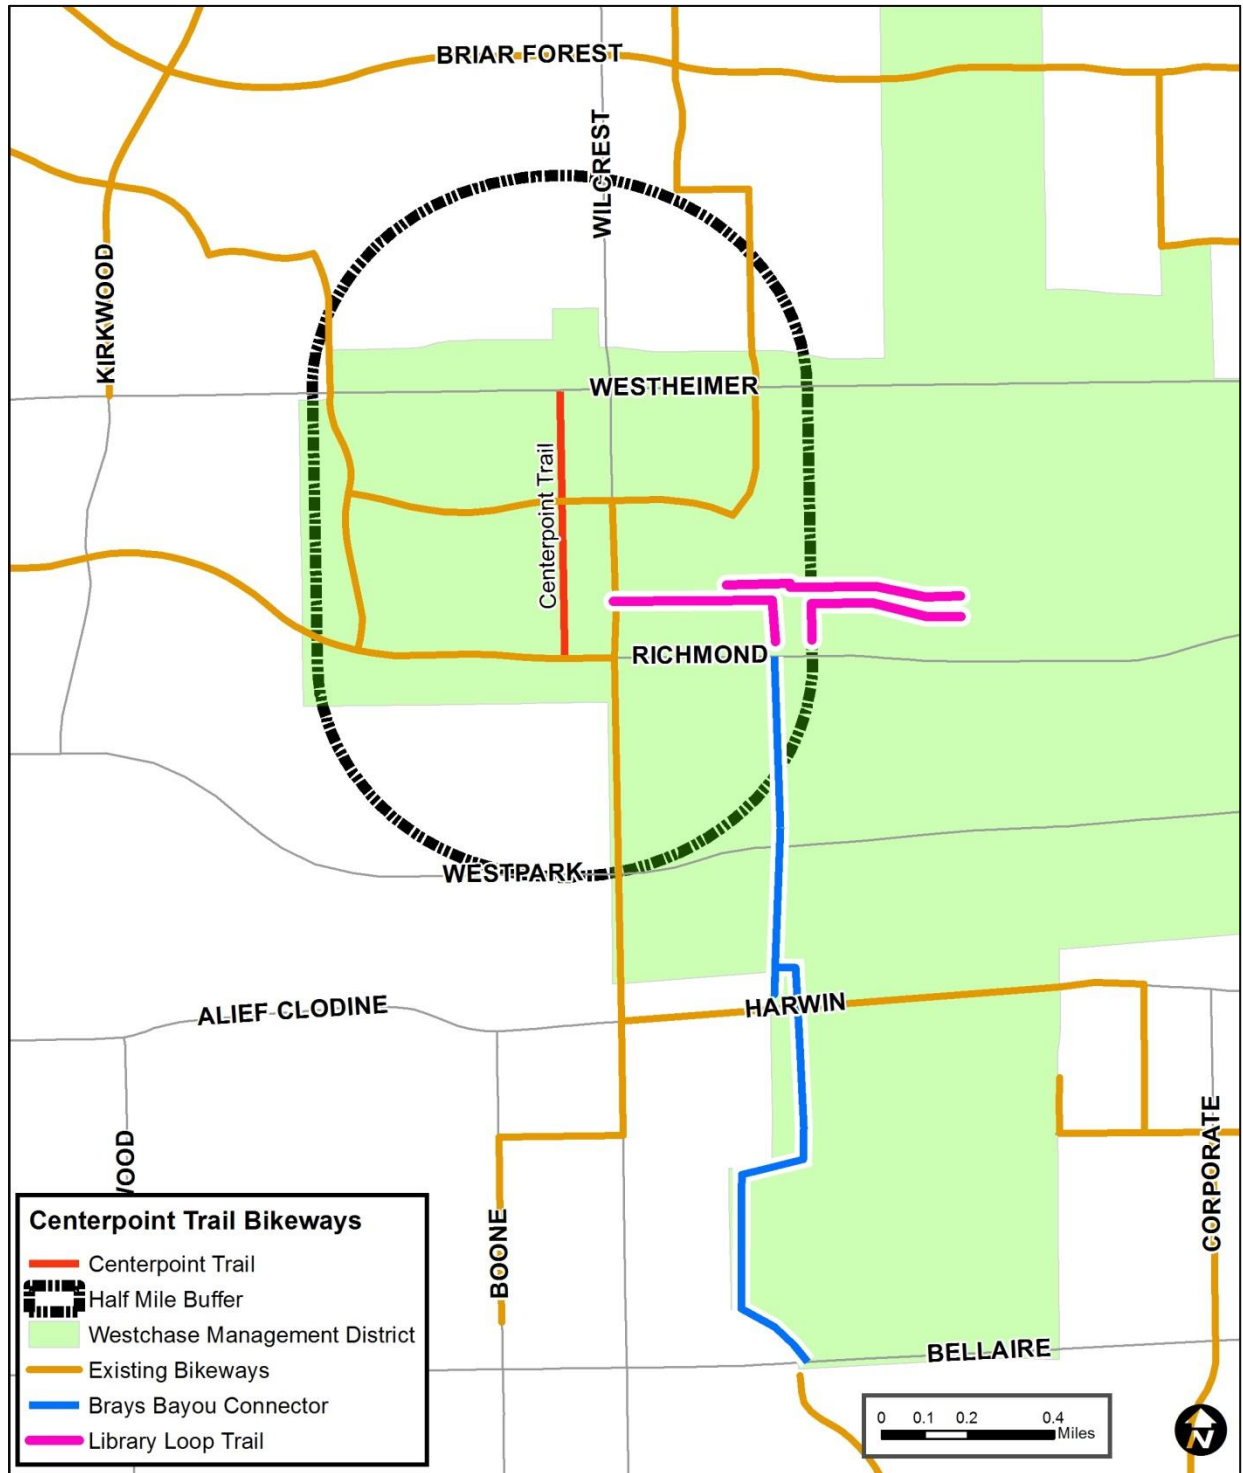 BRIAR FOREST
WILCREST
KIRKWOOD
WESTHEIMER
Centerpoint Trail
RICHMOND
WESTPARK
ALIEF CLODINE
HARWIN
WOOD
BOONE
CORPORATE
BELLAIRE
Centerpoint Trail Bikeways
Centerpoint Trail
Half Mile Buffer
Westchase Management District
Existing Bikeways
Brays Bayou Connector
Library Loop Trail
0 0.1 0.2 0.4
Miles
N